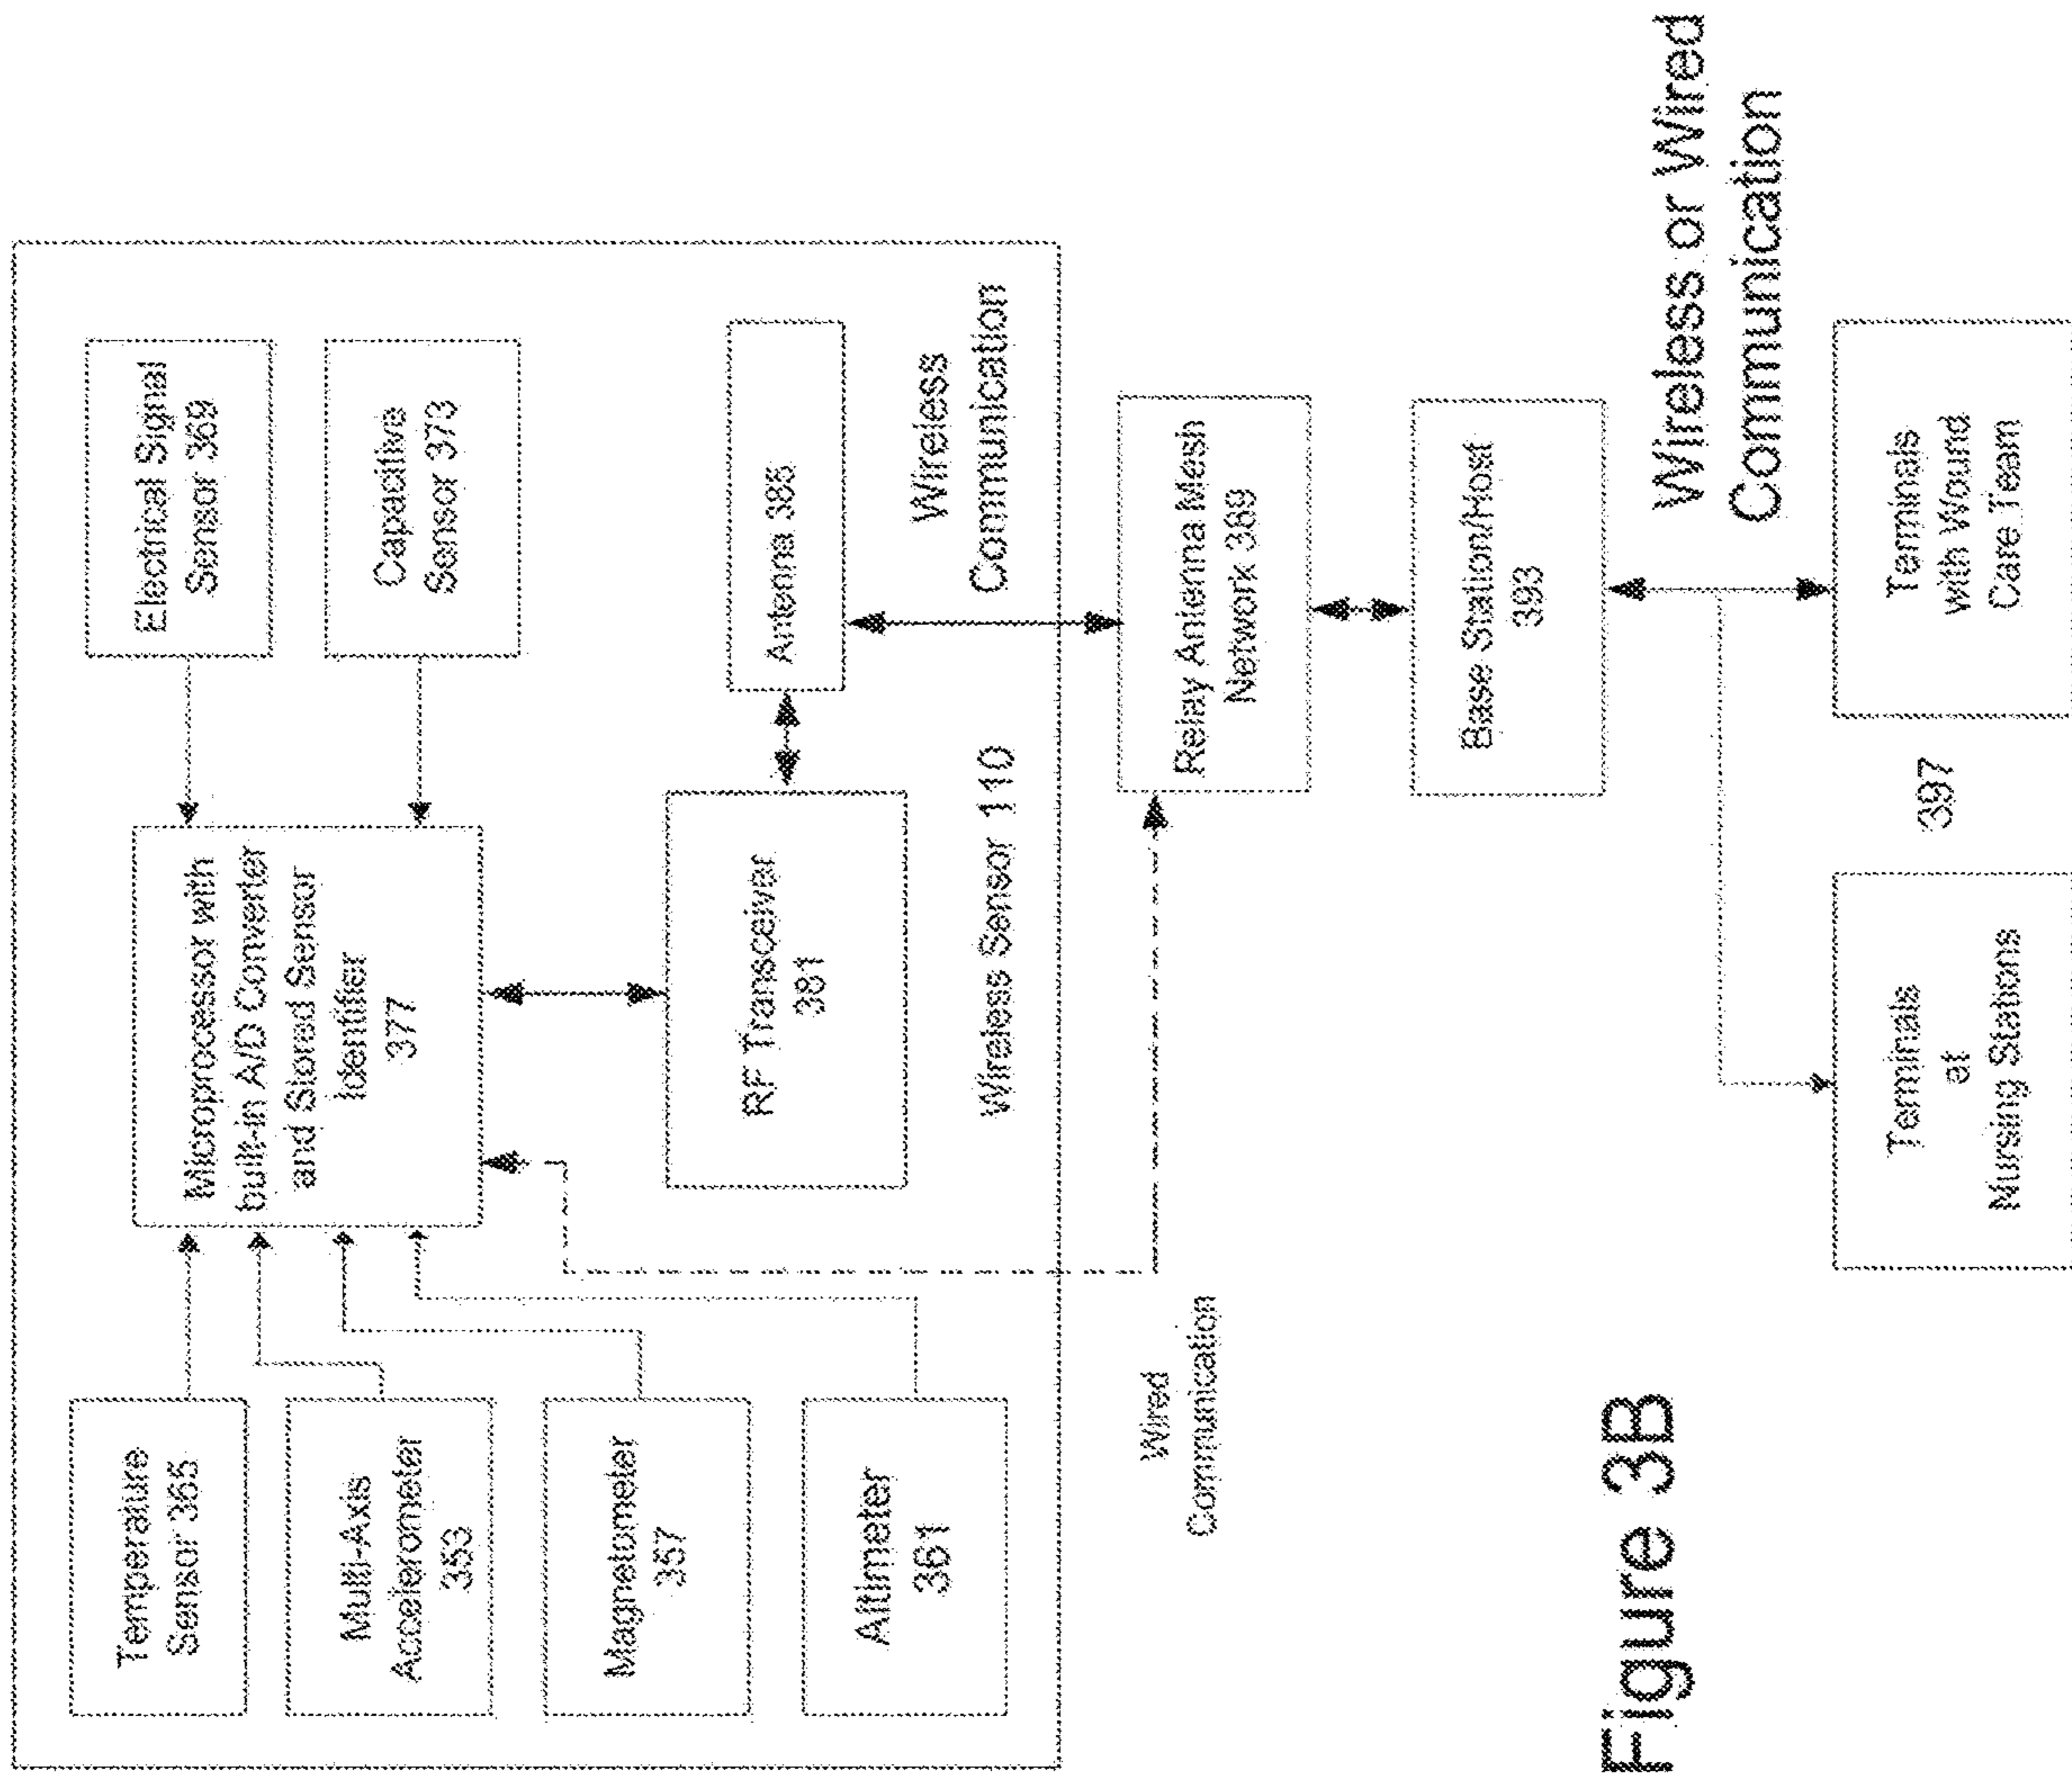 Temperature
Sensor 365
Multi-Axis
Accelerometer
353
Magnetometer
357
Altimeter
361
Microprocessor with
built-in A/D Converter
and Stored Sensor
Identifier
377
Electrical Signal
Sensor 369
Capacitive
Sensor 373
RF Transceiver
381
Antenna 385
Wireless Sensor 110
Wireless
Communication
Wired
Communication
Relay Antenna Mesh
Network 389
Base Station/Host
393
Wireless or Wired
Communication
Terminals
at
Nursing Stations
397
Terminals
with Wound
Care Team
Figure 3B